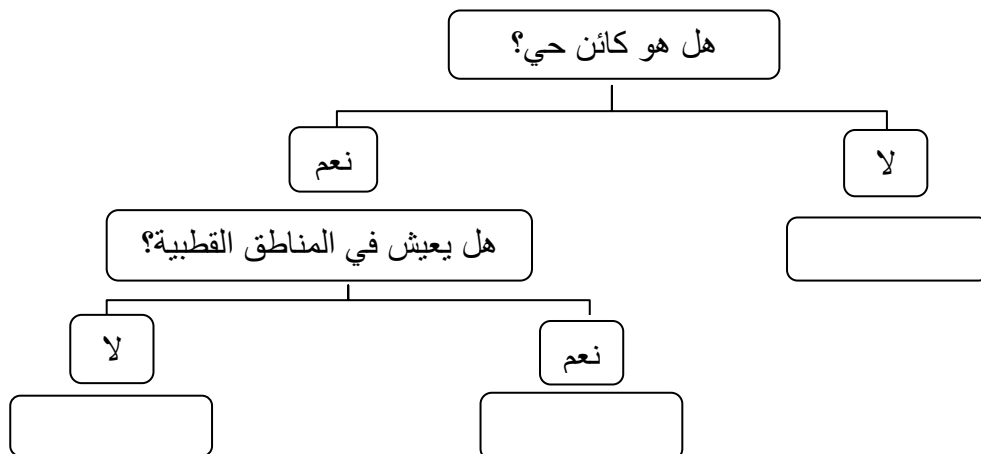 هل هو كائن حي؟
لا
نعم
هل يعيش في المناطق القطبية؟
نعم
لا